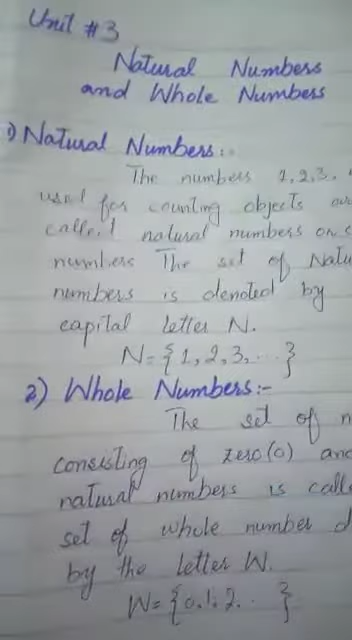 Unit #3
Natural Numbers
and Whole Numbers
1) Natural Numbers:-
The numbers 1, 2, 3,
used for counting objects are
called natural numbers or
numbers The set of Natu
numbers is denoted by
capital letter N.
N = {1, 2, 3, ... }
2) Whole Numbers:-
The set of n
consisting of zero (0) and
natural numbers is calle
set of whole number d
by the letter W.
W = {0, 1, 2 .. }